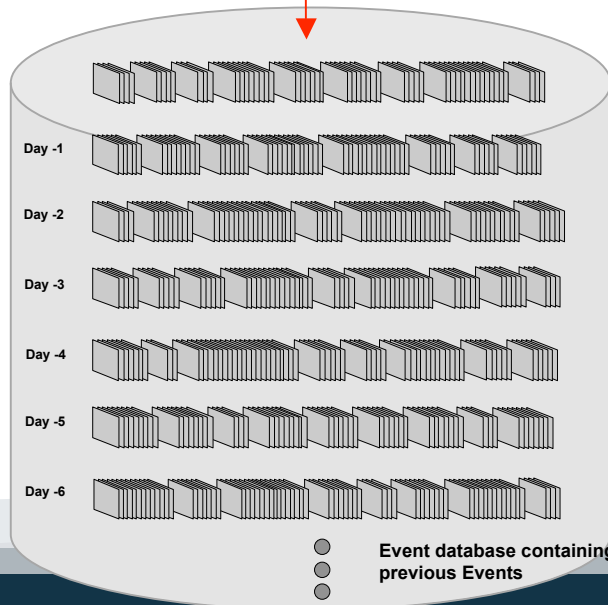 Day -1
Day -2
Day -3
Day -4
Day -5
Day -6
Event database containing
previous Events